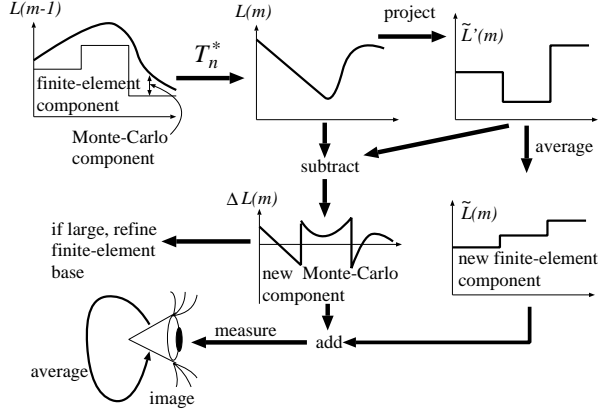 L(m-1)
finite-element
component
Monte-Carlo
component
T*n
L(m)
project
L̃'(m)
subtract
average
ΔL(m)
if large, refine
finite-element
base
new Monte-Carlo
component
L̃(m)
new finite-element
component
measure
add
average
image